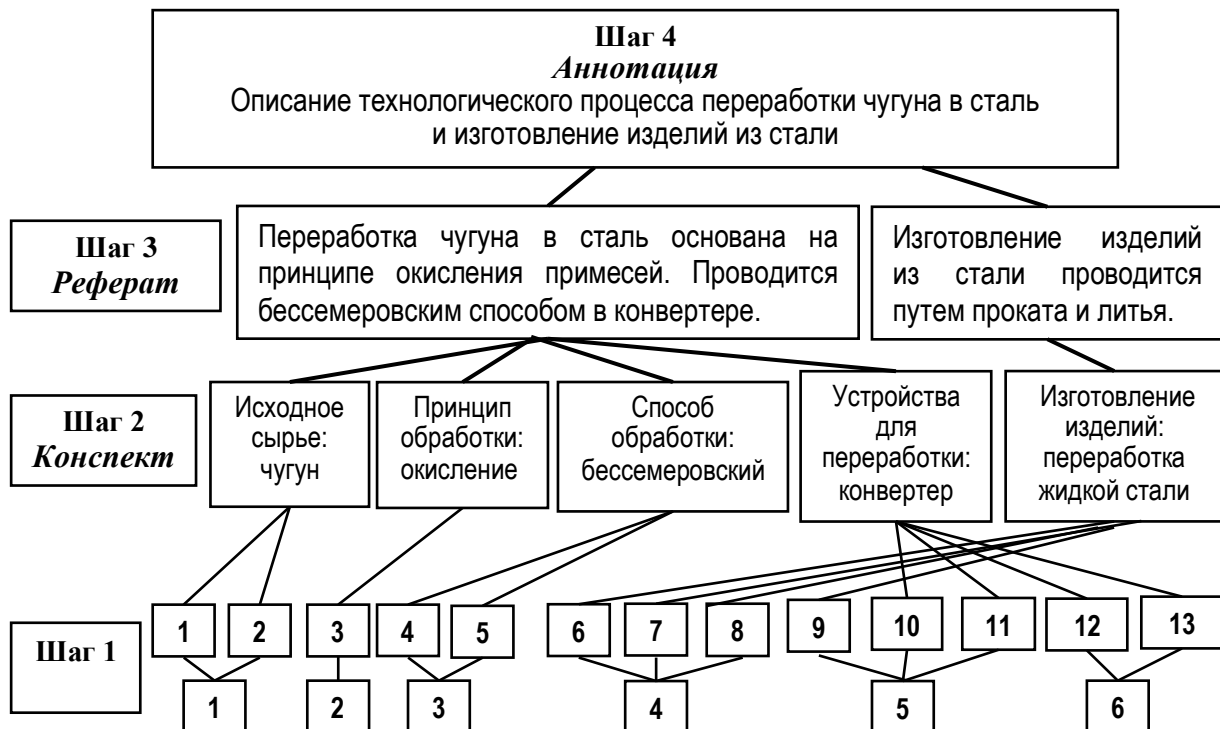 Шаг 4
Аннотация
Описание технологического процесса переработки чугуна в сталь
и изготовление изделий из стали
Шаг 3
Реферат
Переработка чугуна в сталь основана на
принципе окисления примесей. Проводится
бессемеровским способом в конвертере.
Изготовление изделий
из стали проводится
путем проката и литья.
Шаг 2
Конспект
Исходное
сырье:
чугун
Принцип
обработки:
окисление
Способ
обработки:
бессемеровский
Устройства
для
переработки:
конвертер
Изготовление
изделий:
переработка
жидкой стали
Шаг 1
1 2 3 4 5 6 7 8 9 10 11 12 13
1 2 3 4 5 6